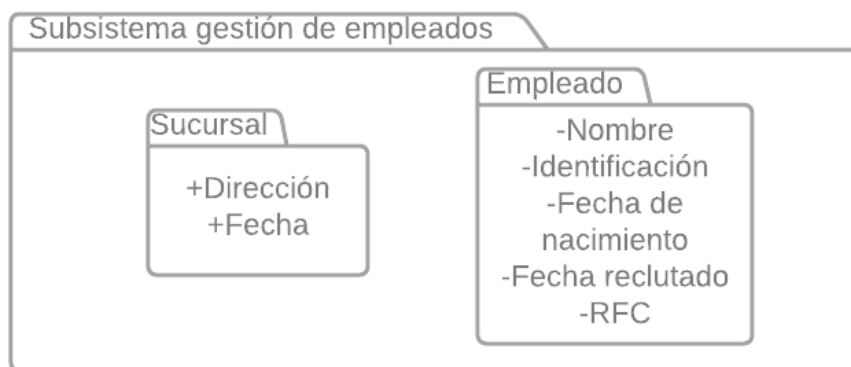 Subsistema gestión de empleados
Sucursal
+Dirección
+Fecha
Empleado
-Nombre
-Identificación
-Fecha de
nacimiento
-Fecha reclutado
-RFC